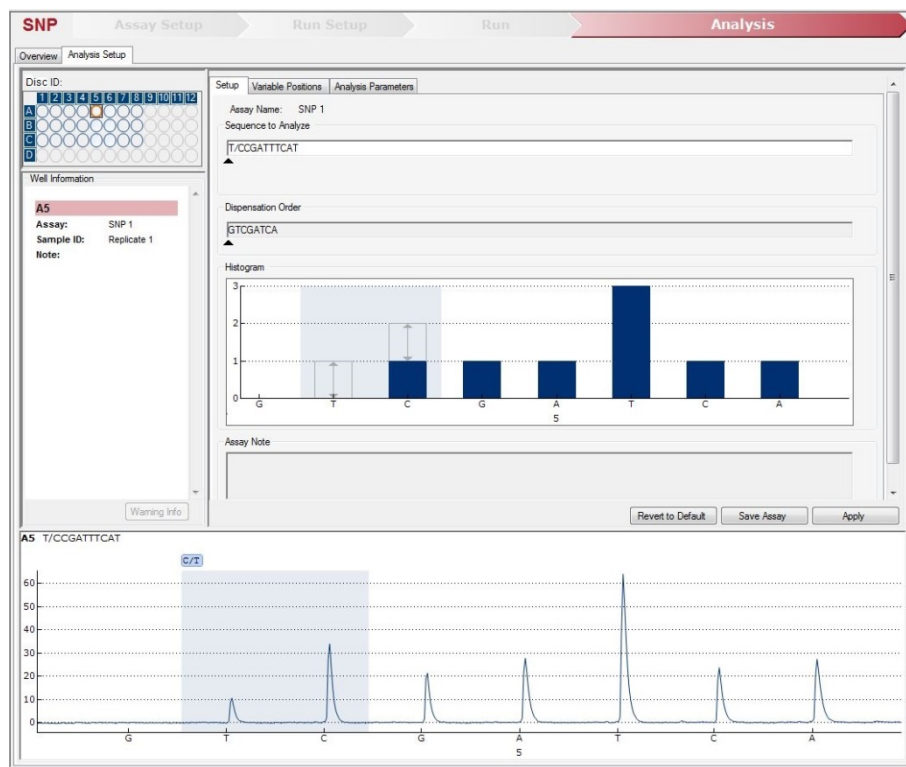 SNP Assay Setup Run Setup Run Analysis
Overview Analysis Setup
Disc ID:
1 2 3 4 5 6 7 8 9 10 11 12
A
B
C
D
Well Information
A5
Assay: SNP 1
Sample ID: Replicate 1
Note:
Warning Info
Setup Variable Positions Analysis Parameters
Assay Name: SNP 1
Sequence to Analyze
T/CCGATTTCAT
Dispensation Order
GTCGATCA
Histogram
3
2
1
0
G T C G A T C A
5
Assay Note
Revert to Default Save Assay Apply
A5 T/CCGATTTCAT
C/T
60
50
40
30
20
10
0
G T C G A T C A
5